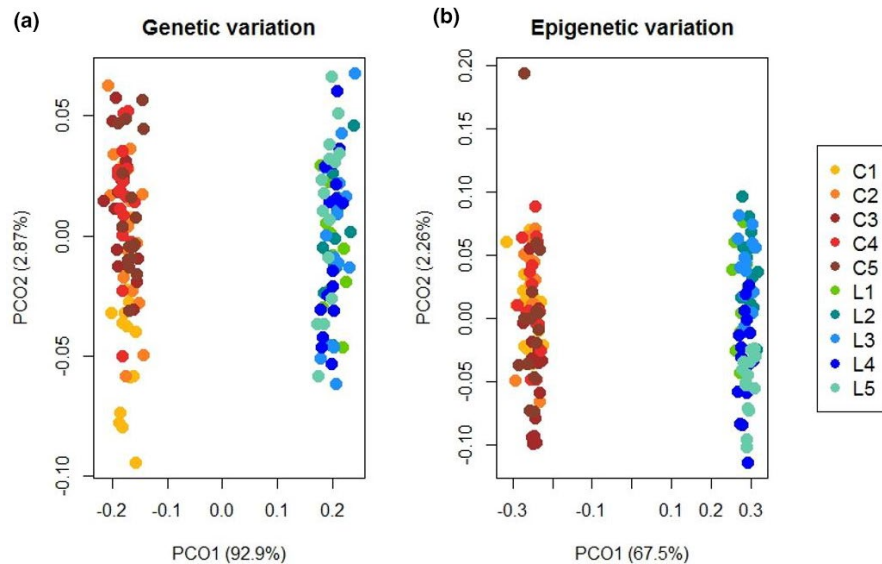 (a)
Genetic variation
0.05
0.00
-0.05
-0.10
PCO2 (2.87%)
-0.2 -0.1 0.0 0.1 0.2
PCO1 (92.9%)
(b)
Epigenetic variation
0.20
0.15
0.10
0.05
0.00
-0.05
-0.10
PCO2 (2.26%)
-0.3 -0.1 0.1 0.2 0.3
PCO1 (67.5%)
C1
C2
C3
C4
C5
L1
L2
L3
L4
L5